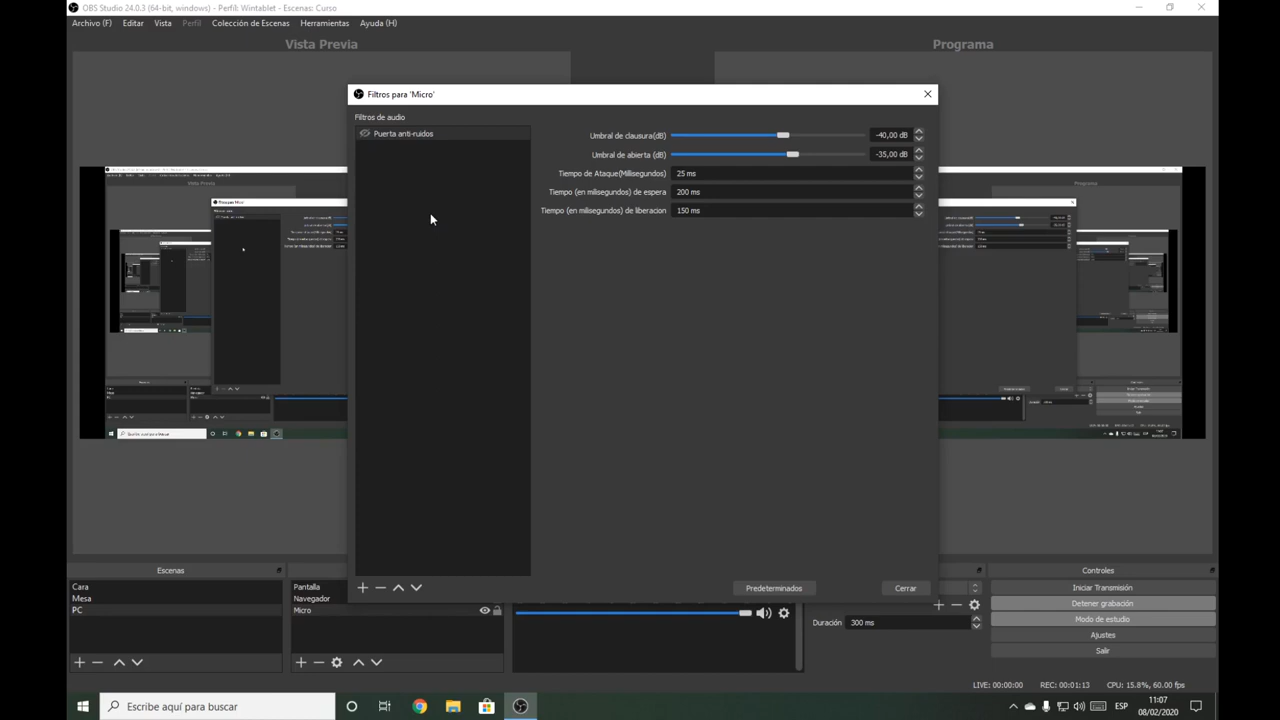 OBS Studio 24.0.3 (64-bit, windows) - Perfil: Wintablet - Escenas: Curso
Archivo (F) Editar Vista Perfil Colección de Escenas Herramientas Ayuda (H)
Vista Previa
Programa
Filtros para 'Micro'
Filtros de audio
Puerta anti-ruidos
Umbral de clausura(dB) -40,00 dB
Umbral de abierta (dB) -35,00 dB
Tiempo de Ataque(Milisegundos) 25 ms
Tiempo (en milisegundos) de espera 200 ms
Tiempo (en milisegundos) de liberacion 150 ms
Predeterminados
Cerrar
Escenas
Cara
Mesa
PC
Pantalla
Navegador
Micro
Duración 300 ms
Controles
Iniciar Transmisión
Detener grabación
Modo de estudio
Ajustes
Salir
LIVE: 00:00:00 REC: 00:01:13 CPU: 15.8%, 60.00 fps
Escribe aquí para buscar
ESP
11:07
08/02/2020